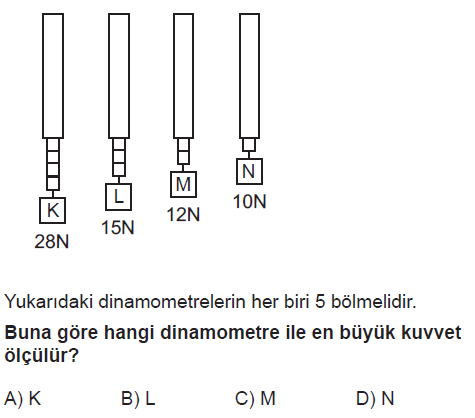 K
L
M
N
28N
15N
12N
10N
Yukarıdaki dinamometrelerin her biri 5 bölmelidir.
Buna göre hangi dinamometre ile en büyük kuvvet
ölçülür?
A) K B) L C) M D) N